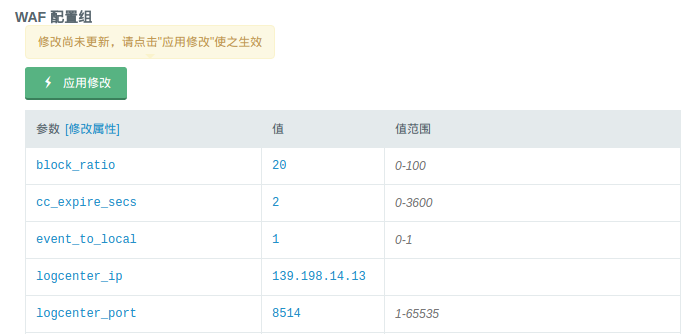 WAF 配置组
修改尚未更新，请点击"应用修改"使之生效
应用修改
参数 [修改属性] 值 值范围
block_ratio 20 0-100
cc_expire_secs 2 0-3600
event_to_local 1 0-1
logcenter_ip 139.198.14.13
logcenter_port 8514 1-65535